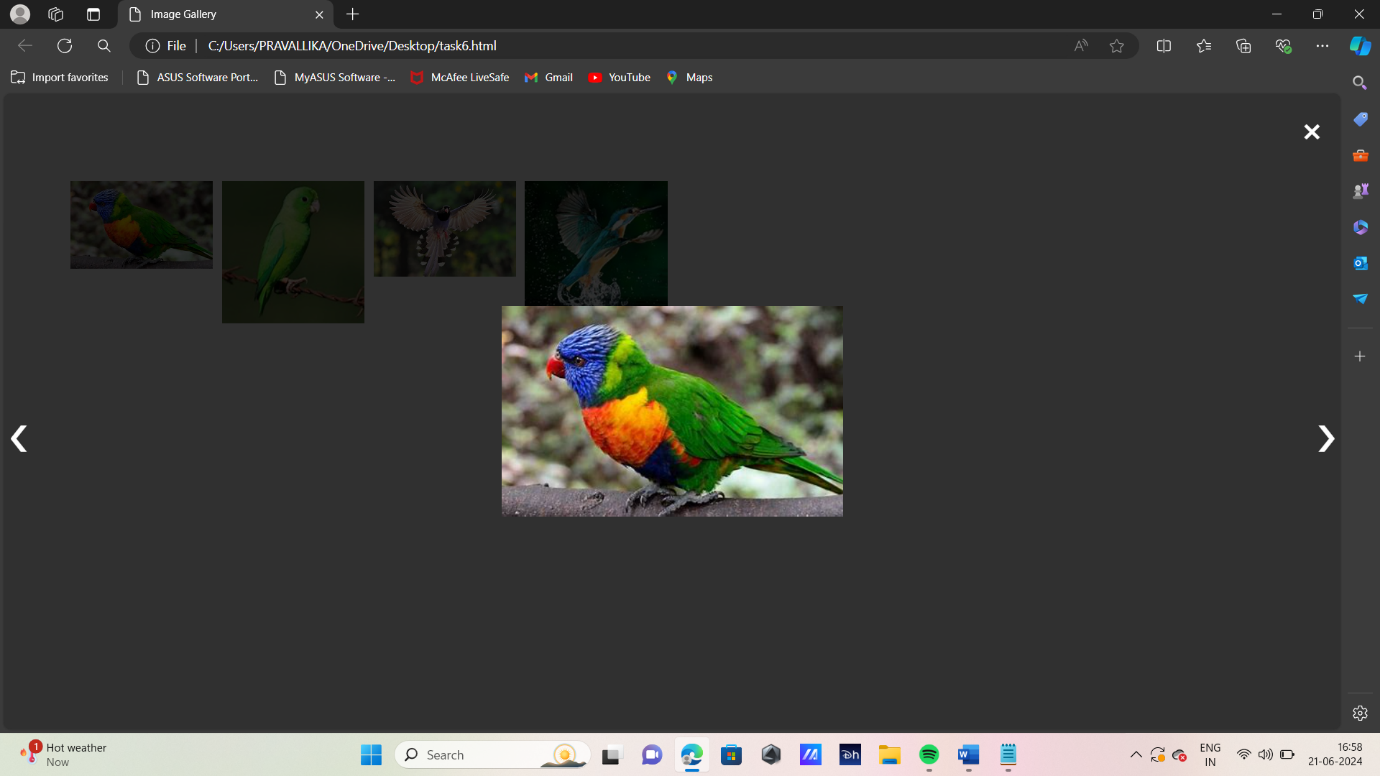 Image Gallery
File | C:/Users/PRAVALLIKA/OneDrive/Desktop/task6.html
Import favorites ASUS Software Port... MyASUS Software -... McAfee LiveSafe Gmail YouTube Maps
1 Hot weather
Now
Search
ENG
IN
16:58
21-06-2024